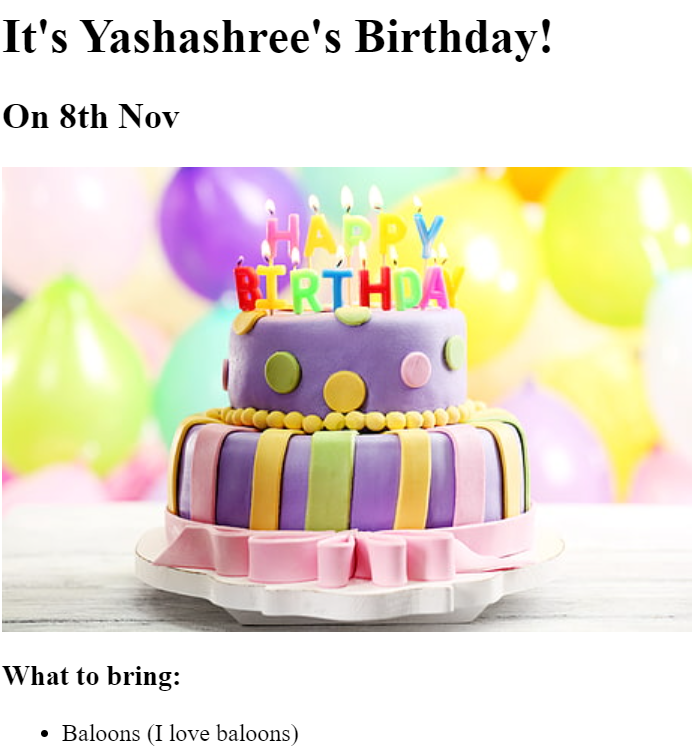 It's Yashashree's Birthday!
On 8th Nov
HAPPY
BIRTHDAY
What to bring:
• Baloons (I love baloons)